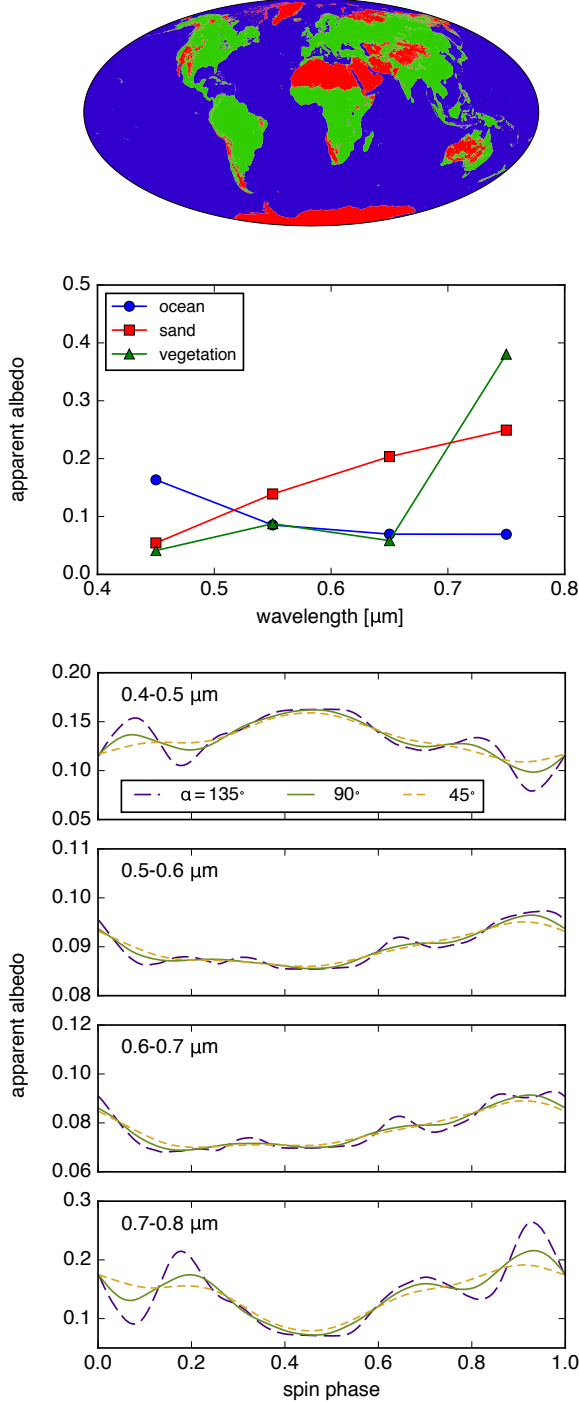 0.5
0.4
0.3
0.2
0.1
0.0
apparent albedo
ocean
sand
vegetation
0.4 0.5 0.6 0.7 0.8
wavelength [μm]
0.20
0.15
0.10
0.05
0.4-0.5 μm
α = 135° 90° 45°
0.11
0.10
0.09
0.08
0.5-0.6 μm
apparent albedo
0.12
0.10
0.08
0.06
0.6-0.7 μm
0.3
0.2
0.1
0.7-0.8 μm
0.0 0.2 0.4 0.6 0.8 1.0
spin phase